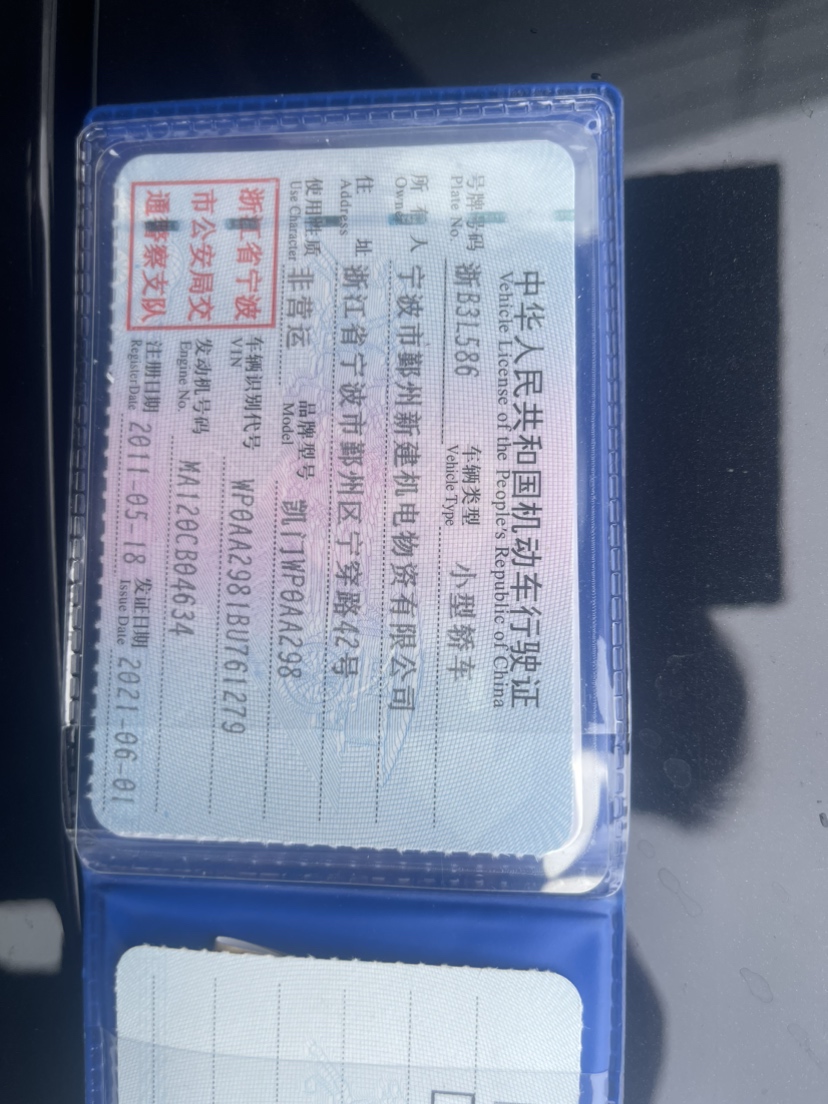 中华人民共和国机动车行驶证
Vehicle License of the People's Republic of China
号牌号码 浙B3L586 车辆类型 小型轿车
Plate No. Vehicle Type
所有人 宁波市鄞州新建机电物资有限公司
Owner
住址 浙江省宁波市鄞州区宁穿路42号
Address
使用性质 非营运 品牌型号 凯门WP0AA298
Use Character Model
浙江省宁波
市公安局交
通警察支队
车辆识别代号 WP0AA2981BU761279
VIN
发动机号码 MA120CB04634
Engine No.
注册日期 2011-05-18 发证日期 2021-06-01
Register Date Issue Date